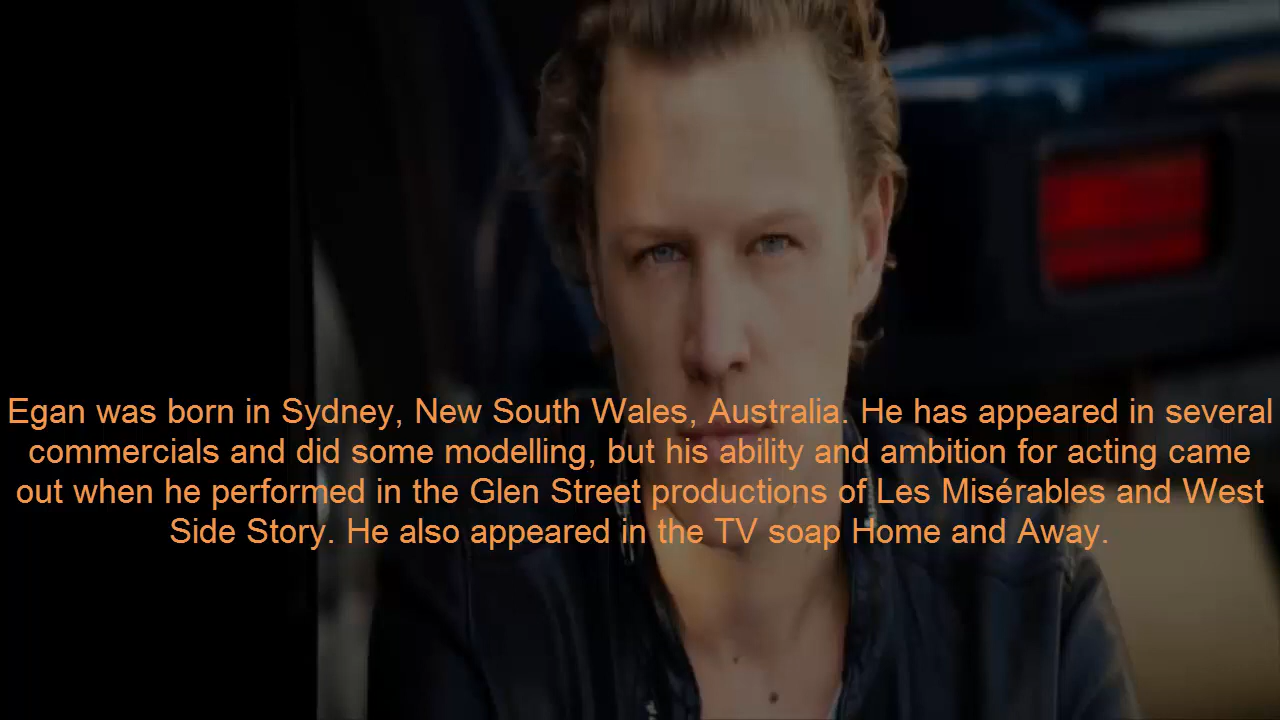 Egan was born in Sydney, New South Wales, Australia. He has appeared in several
commercials and did some modelling, but his ability and ambition for acting came
out when he performed in the Glen Street productions of Les Misérables and West
Side Story. He also appeared in the TV soap Home and Away.